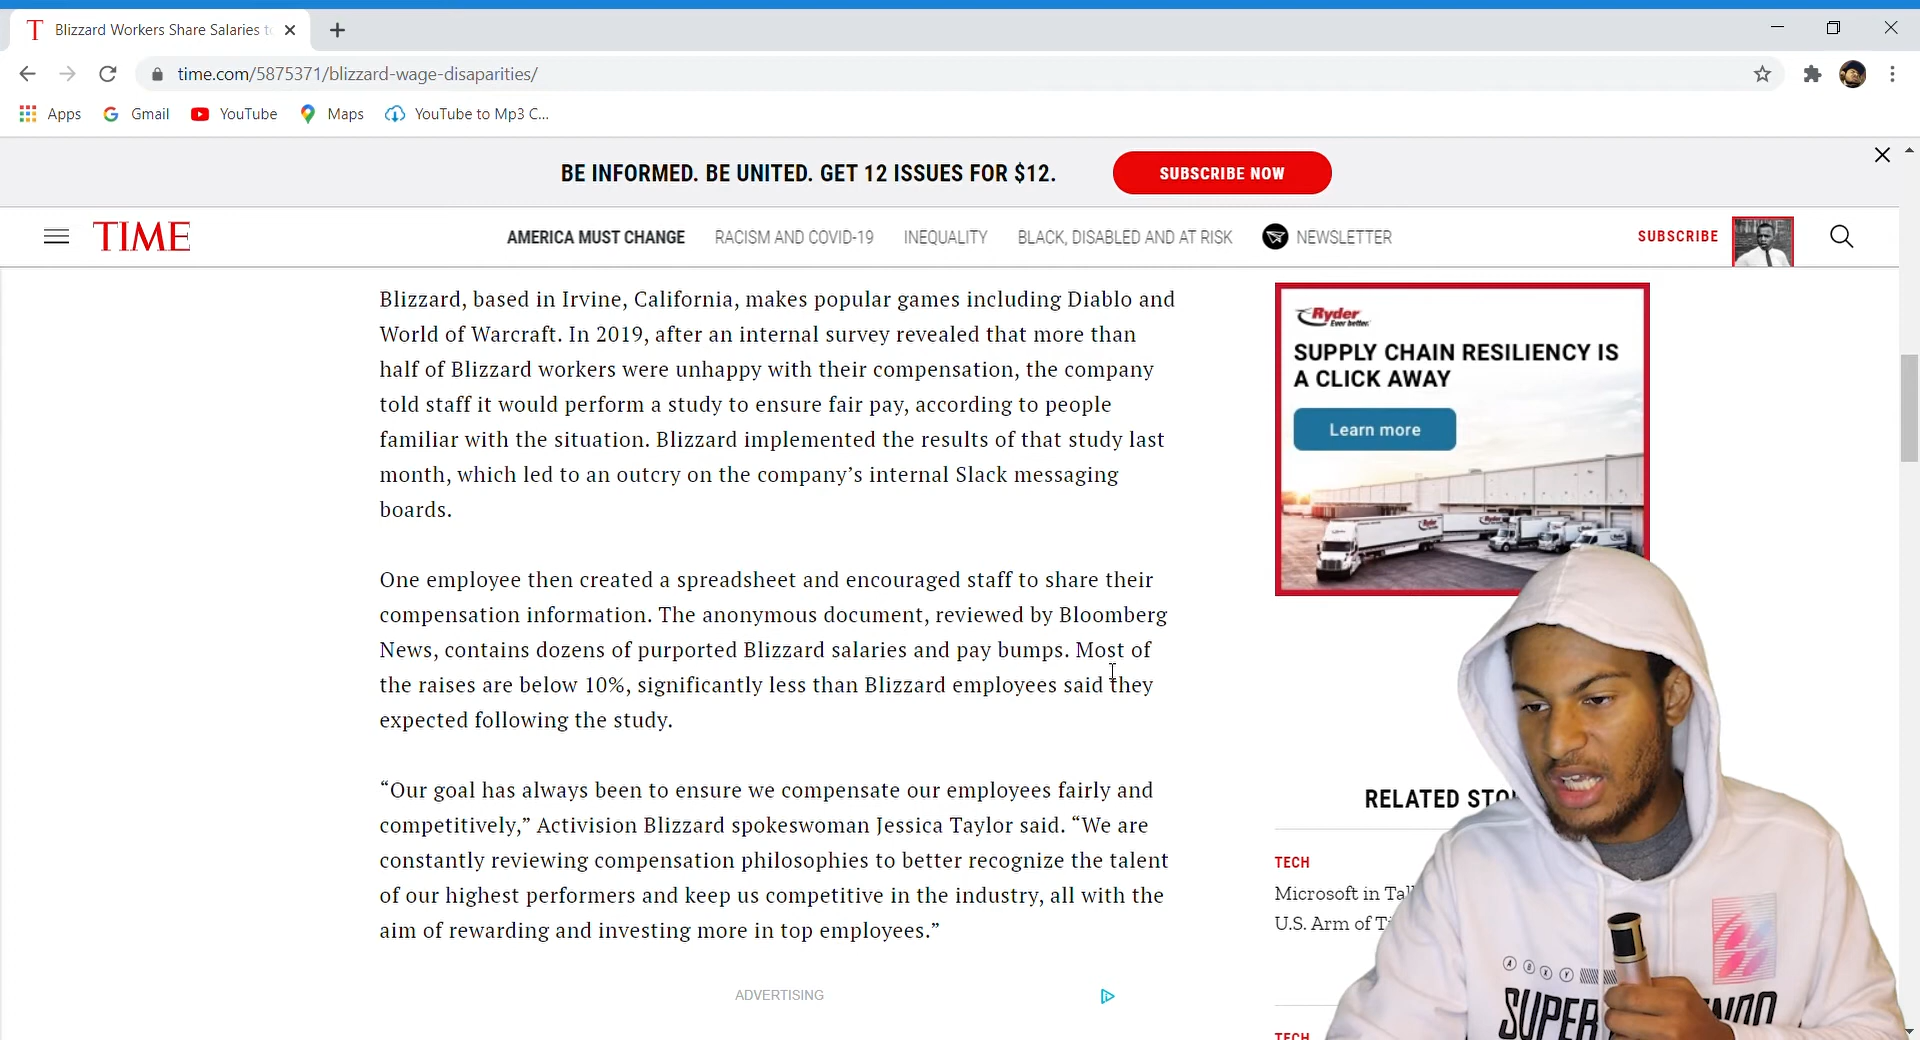 T Blizzard Workers Share Salaries to
time.com/5875371/blizzard-wage-disparities/
Apps Gmail YouTube Maps YouTube to Mp3 C...
BE INFORMED. BE UNITED. GET 12 ISSUES FOR $12. SUBSCRIBE NOW
TIME AMERICA MUST CHANGE RACISM AND COVID-19 INEQUALITY BLACK, DISABLED AND AT RISK NEWSLETTER SUBSCRIBE
Blizzard, based in Irvine, California, makes popular games including Diablo and
World of Warcraft. In 2019, after an internal survey revealed that more than
half of Blizzard workers were unhappy with their compensation, the company
told staff it would perform a study to ensure fair pay, according to people
familiar with the situation. Blizzard implemented the results of that study last
month, which led to an outcry on the company’s internal Slack messaging
boards.
One employee then created a spreadsheet and encouraged staff to share their
compensation information. The anonymous document, reviewed by Bloomberg
News, contains dozens of purported Blizzard salaries and pay bumps. Most of
the raises are below 10%, significantly less than Blizzard employees said they
expected following the study.
“Our goal has always been to ensure we compensate our employees fairly and
competitively,” Activision Blizzard spokeswoman Jessica Taylor said. “We are
constantly reviewing compensation philosophies to better recognize the talent
of our highest performers and keep us competitive in the industry, all with the
aim of rewarding and investing more in top employees.”
ADVERTISING
Ryder
Ever better.
SUPPLY CHAIN RESILIENCY IS
A CLICK AWAY
Learn more
RELATED STO
TECH
Microsoft in Tal
U.S. Arm of T
TECH
A B X Y
SUPER NDO